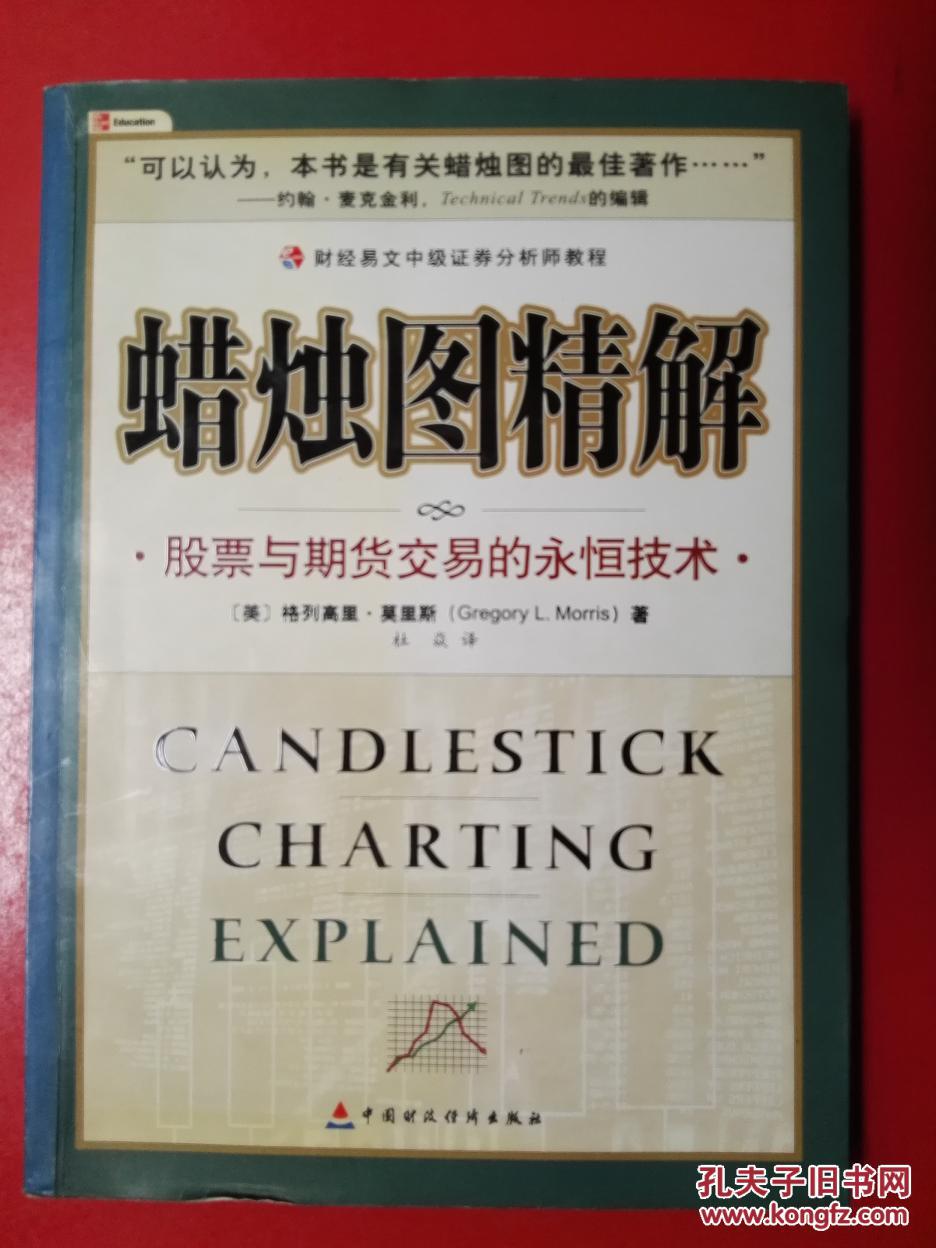 Education
“可以认为，本书是有关蜡烛图的最佳著作……”
——约翰·麦克金利，Technical Trends的编辑
财经易文中级证券分析师教程
蜡烛图精解
·股票与期货交易的永恒技术·
〔美〕格列高里·莫里斯（Gregory L. Morris）著
杜 焱 译
CANDLESTICK
CHARTING
EXPLAINED
中国财政经济出版社
孔夫子旧书网
www.kongfz.com